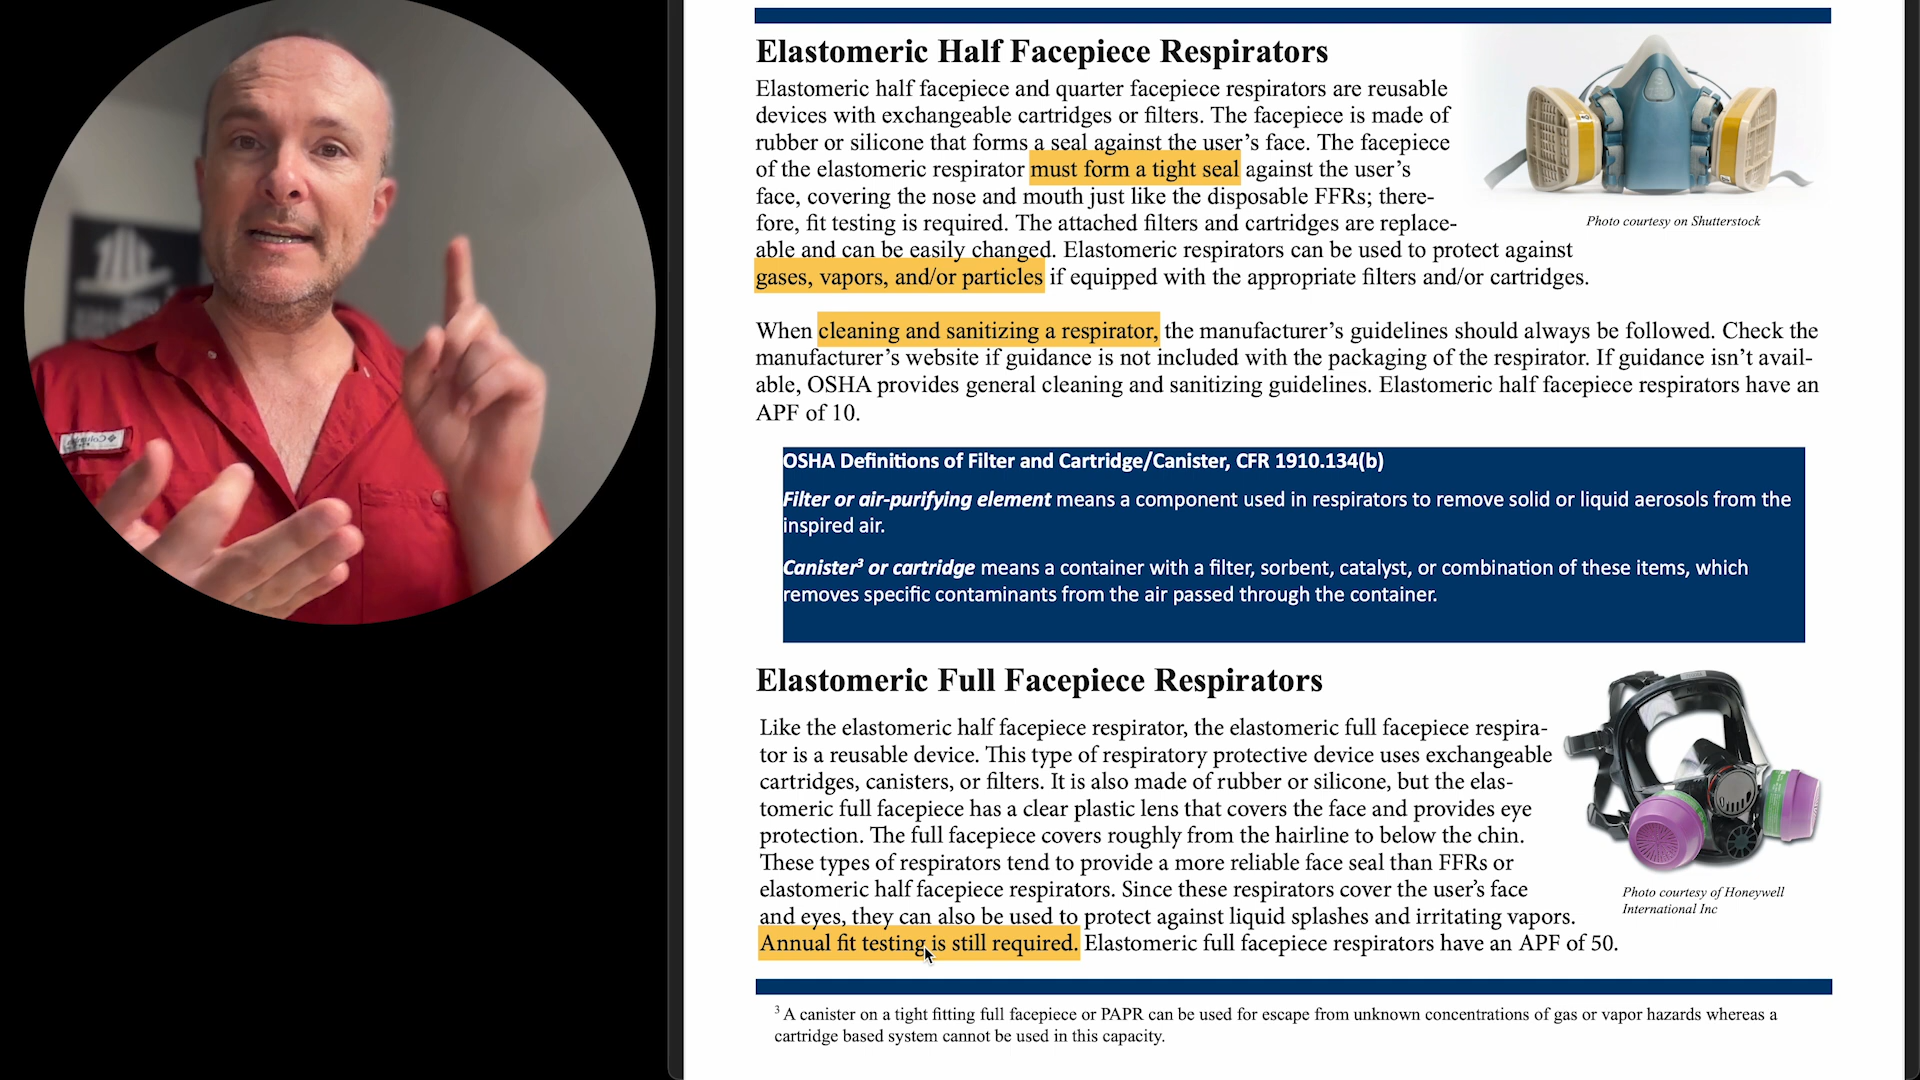 Elastomeric Half Facepiece Respirators
Elastomeric half facepiece and quarter facepiece respirators are reusable
devices with exchangeable cartridges or filters. The facepiece is made of
rubber or silicone that forms a seal against the user’s face. The facepiece
of the elastomeric respirator must form a tight seal against the user’s
face, covering the nose and mouth just like the disposable FFRs; there-
fore, fit testing is required. The attached filters and cartridges are replace-
able and can be easily changed. Elastomeric respirators can be used to protect against
gases, vapors, and/or particles if equipped with the appropriate filters and/or cartridges.
Photo courtesy on Shutterstock
When cleaning and sanitizing a respirator, the manufacturer’s guidelines should always be followed. Check the
manufacturer’s website if guidance is not included with the packaging of the respirator. If guidance isn’t avail-
able, OSHA provides general cleaning and sanitizing guidelines. Elastomeric half facepiece respirators have an
APF of 10.
OSHA Definitions of Filter and Cartridge/Canister, CFR 1910.134(b)
Filter or air-purifying element means a component used in respirators to remove solid or liquid aerosols from the
inspired air.
Canister³ or cartridge means a container with a filter, sorbent, catalyst, or combination of these items, which
removes specific contaminants from the air passed through the container.
Elastomeric Full Facepiece Respirators
Like the elastomeric half facepiece respirator, the elastomeric full facepiece respira-
tor is a reusable device. This type of respiratory protective device uses exchangeable
cartridges, canisters, or filters. It is also made of rubber or silicone, but the elas-
tomeric full facepiece has a clear plastic lens that covers the face and provides eye
protection. The full facepiece covers roughly from the hairline to below the chin.
These types of respirators tend to provide a more reliable face seal than FFRs or
elastomeric half facepiece respirators. Since these respirators cover the user’s face
and eyes, they can also be used to protect against liquid splashes and irritating vapors.
Annual fit testing is still required. Elastomeric full facepiece respirators have an APF of 50.
Photo courtesy of Honeywell
International Inc
³ A canister on a tight fitting full facepiece or PAPR can be used for escape from unknown concentrations of gas or vapor hazards whereas a
cartridge based system cannot be used in this capacity.
Columbia